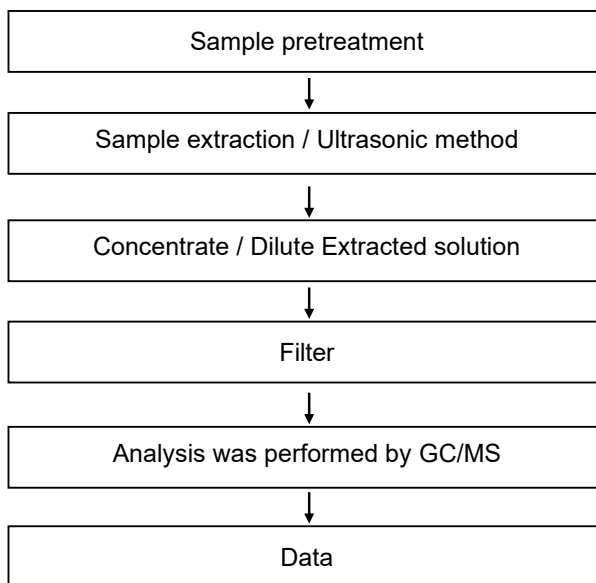 Sample pretreatment
Sample extraction / Ultrasonic method
Concentrate / Dilute Extracted solution
Filter
Analysis was performed by GC/MS
Data